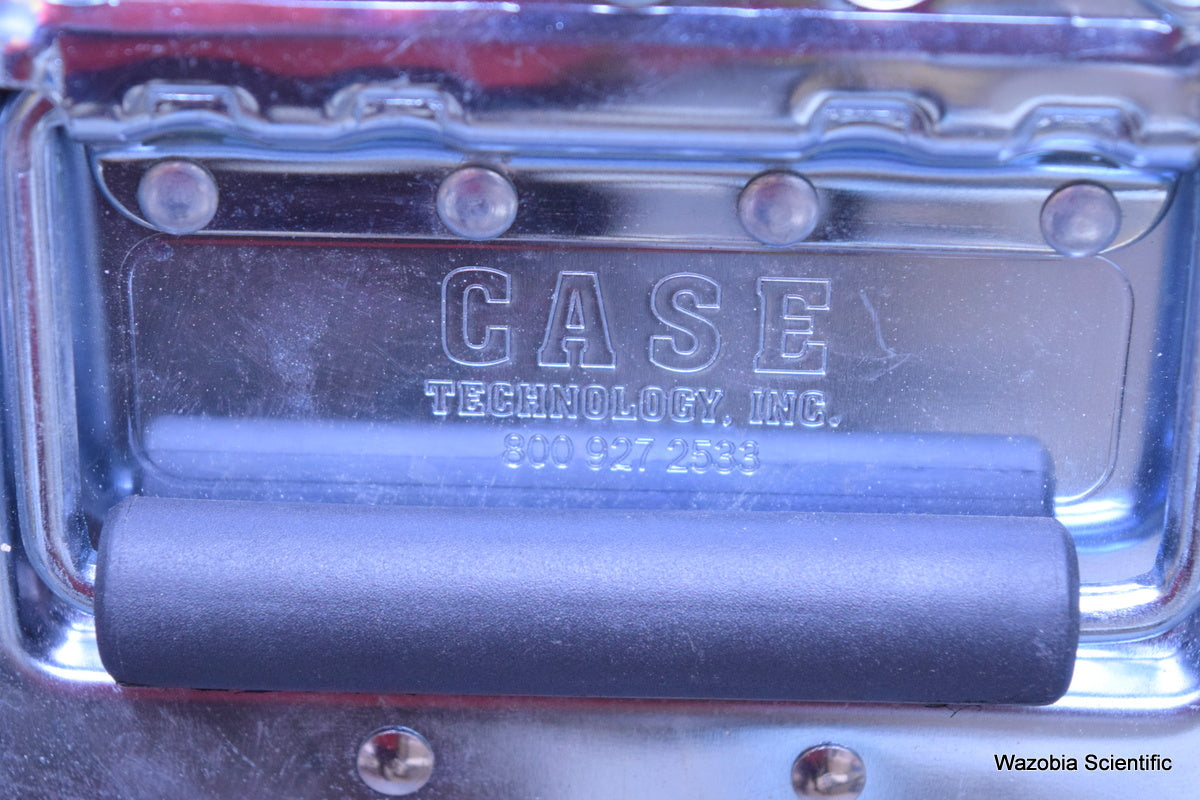 CASE
TECHNOLOGY, INC.
800 927 2533
Wazobia Scientific